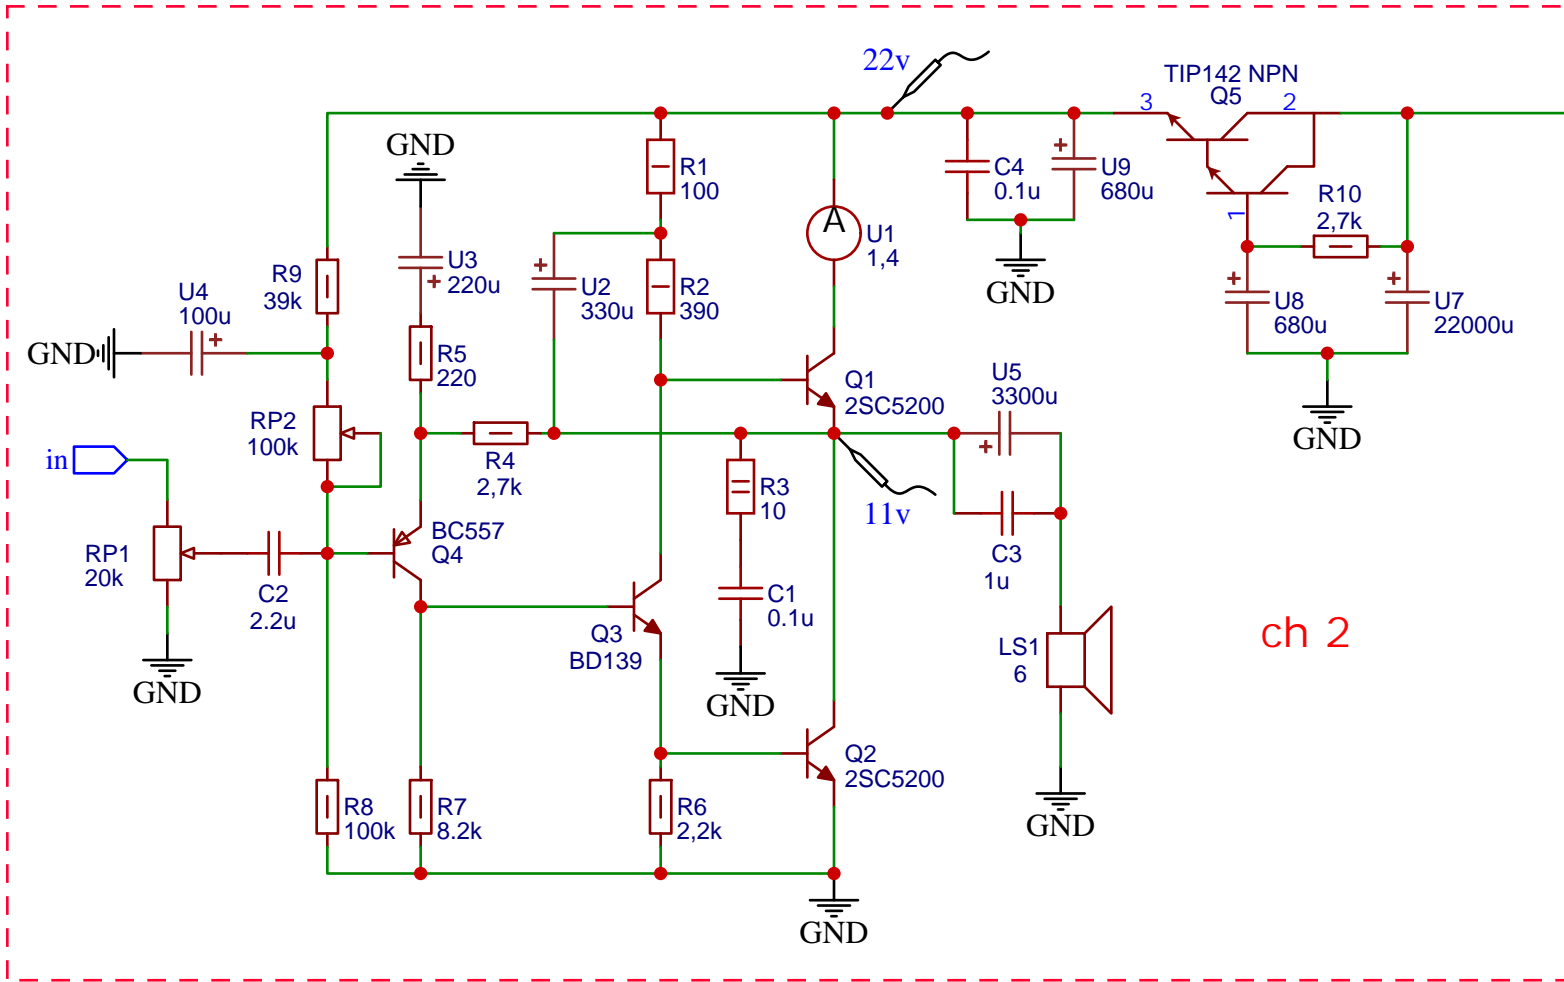 22v
TIP142 NPN
Q5
3
2
1
GND
R1
100
C4
0.1u
U9
680u
R10
2,7k
A
U1
1,4
GND
U3
220u
R9
39k
U4
100u
U2
330u
R2
390
U8
680u
U7
22000u
GND
R5
220
Q1
2SC5200
U5
3300u
GND
RP2
100k
in
R4
2,7k
R3
10
11v
BC557
Q4
RP1
20k
C2
2.2u
C3
1u
C1
0.1u
Q3
BD139
ch 2
LS1
6
GND
GND
Q2
2SC5200
R8
100k
R7
8.2k
R6
2,2k
GND
GND